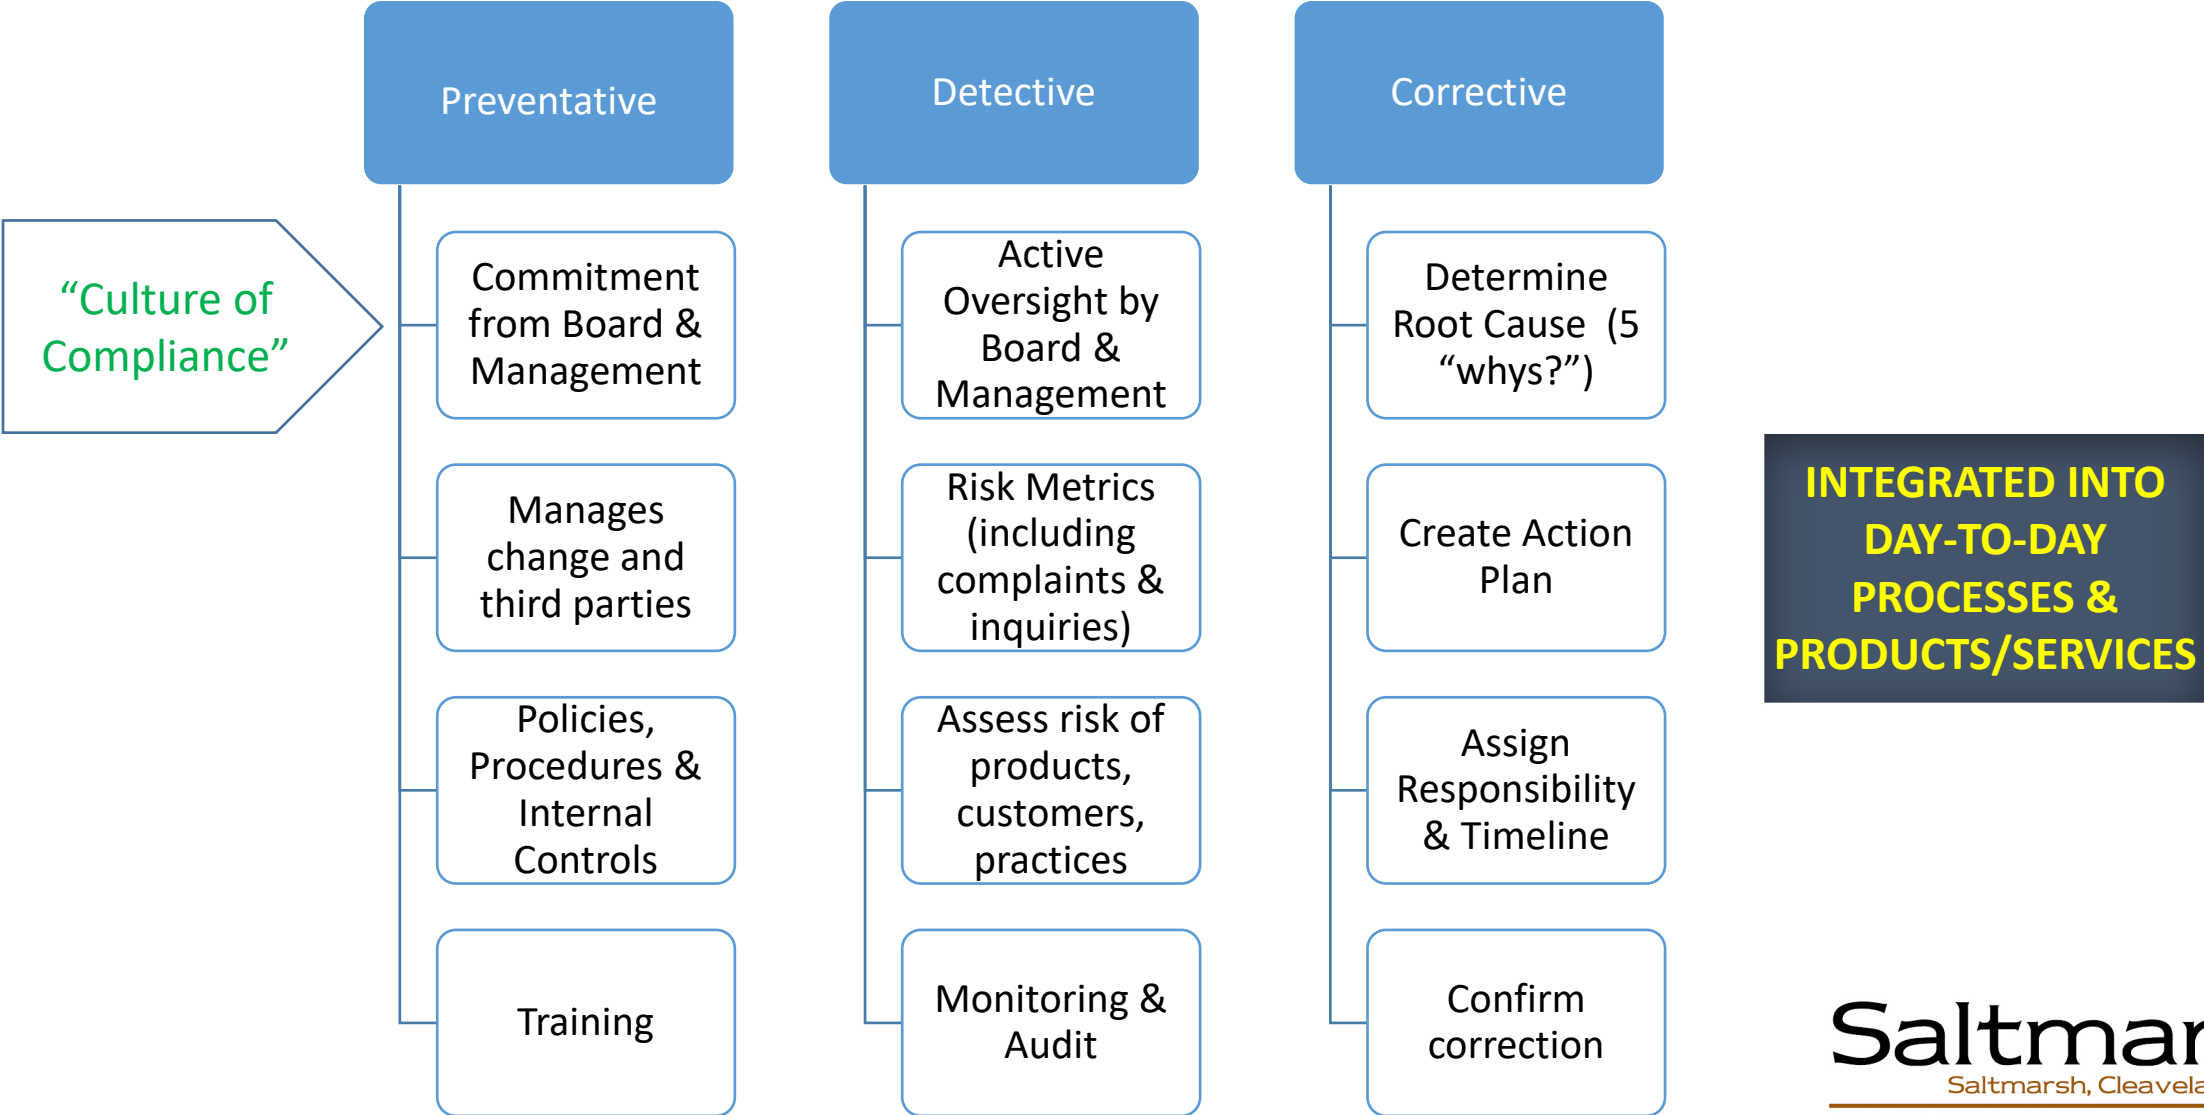 Preventative
Detective
Corrective
“Culture of
Compliance”
Commitment
from Board &
Management
Manages
change and
third parties
Policies,
Procedures &
Internal
Controls
Training
Active
Oversight by
Board &
Management
Risk Metrics
(including
complaints &
inquiries)
Assess risk of
products,
customers,
practices
Monitoring &
Audit
Determine
Root Cause  (5
“whys?”)
Create Action
Plan
Assign
Responsibility
& Timeline
Confirm
correction
INTEGRATED INTO
DAY-TO-DAY
PROCESSES &
PRODUCTS/SERVICES
Saltmar
Saltmarsh, Cleavela